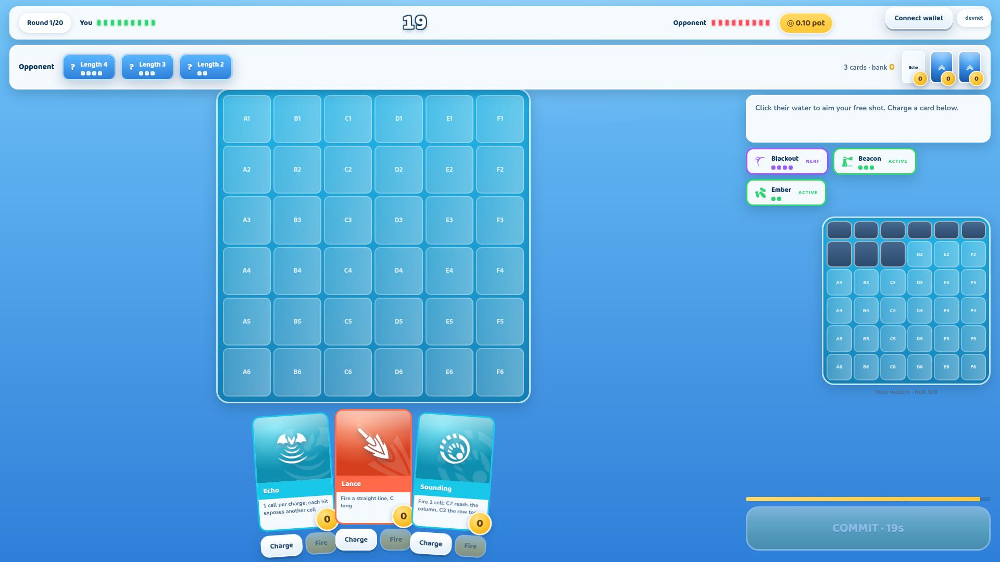 Round 1/20
You
19
Opponent
0.10 pot
Connect wallet
devnet
Opponent
? Length 4
? Length 3
? Length 2
3 cards · bank 0
Echo
0
0
0
Click their water to aim your free shot. Charge a card below.
Blackout NERF
Beacon ACTIVE
Ember ACTIVE
A1 B1 C1 D1 E1 F1
A2 B2 C2 D2 E2 F2
A3 B3 C3 D3 E3 F3
A4 B4 C4 D4 E4 F4
A5 B5 C5 D5 E5 F5
A6 B6 C6 D6 E6 F6
D2 E2 F2
A3 B3 C3 D3 E3 F3
A4 B4 C4 D4 E4 F4
A5 B5 C5 D5 E5 F5
A6 B6 C6 D6 E6 F6
Your waters · hull 9/9
Echo
1 cell per charge; each hit
exposes another cell
0
Charge Fire
Lance
Fire a straight line, C
long
0
Charge Fire
Sounding
Fire 1 cell; C2 reads the
column, C3 the row too
0
Charge Fire
COMMIT · 19s